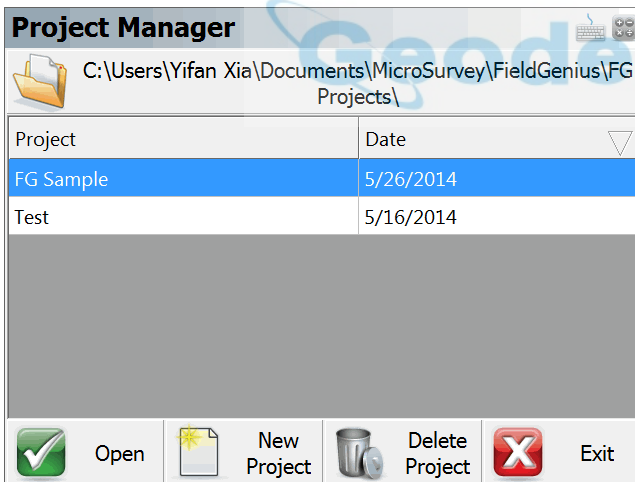 Project Manager
Geode
C:\Users\Yifan Xia\Documents\MicroSurvey\FieldGenius\FG
Projects\
Project Date
FG Sample 5/26/2014
Test 5/16/2014
Open
New
Project
Delete
Project
Exit